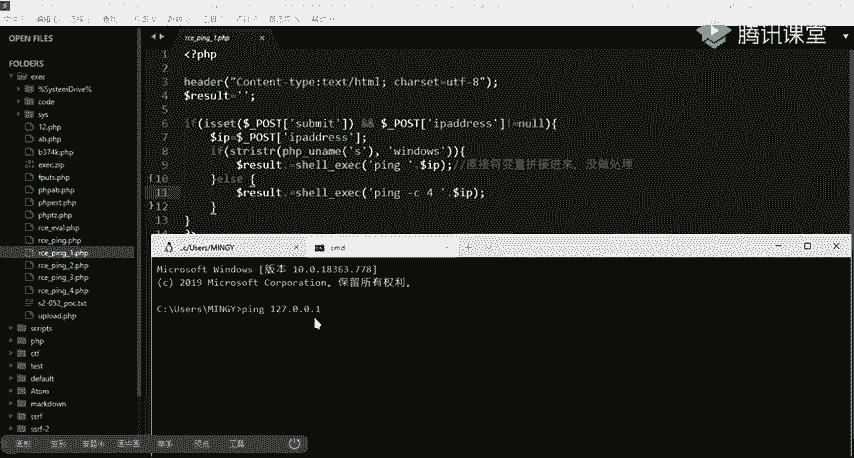 腾讯课堂
OPEN FILES
FOLDERS
exec
%SystemDrive%
code
sys
12.php
ab.php
b374k.php
exec.zip
fputs.php
phpab.php
phpext.php
phptz.php
rce_eval.php
rce_ping.php
rce_ping_1.php
rce_ping_2.php
rce_ping_3.php
rce_ping_4.php
s2-052_poc.txt
upload.php
scripts
php
ctf
test
default
Atom
markdown
ssrf
ssrf-2
rce_ping_1.php
1 <?php
2
3 header("Content-type:text/html; charset=utf-8");
4 $result='';
5
6 if(isset($_POST['submit']) && $_POST['ipaddress']!=null){
7 $ip=$_POST['ipaddress'];
8 if(stristr(php_uname('s'), 'windows')){
9 $result.=shell_exec('ping '.$ip);//直接将变量拼接进来，没做处理
10 }else {
11 $result.=shell_exec('ping -c 4 '.$ip);
12 }
13 }
14 ?>
../c/Users/MINGY
cmd
Microsoft Windows [版本 10.0.18363.778]
(c) 2019 Microsoft Corporation。保留所有权利。
C:\Users\MINGY>ping 127.0.0.1